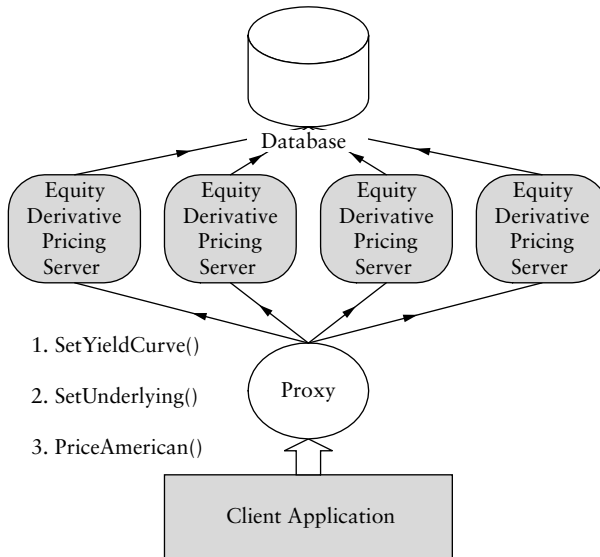 Database
Equity
Derivative
Pricing
Server
Equity
Derivative
Pricing
Server
Equity
Derivative
Pricing
Server
Equity
Derivative
Pricing
Server
1. SetYieldCurve()
2. SetUnderlying()
3. PriceAmerican()
Proxy
Client Application